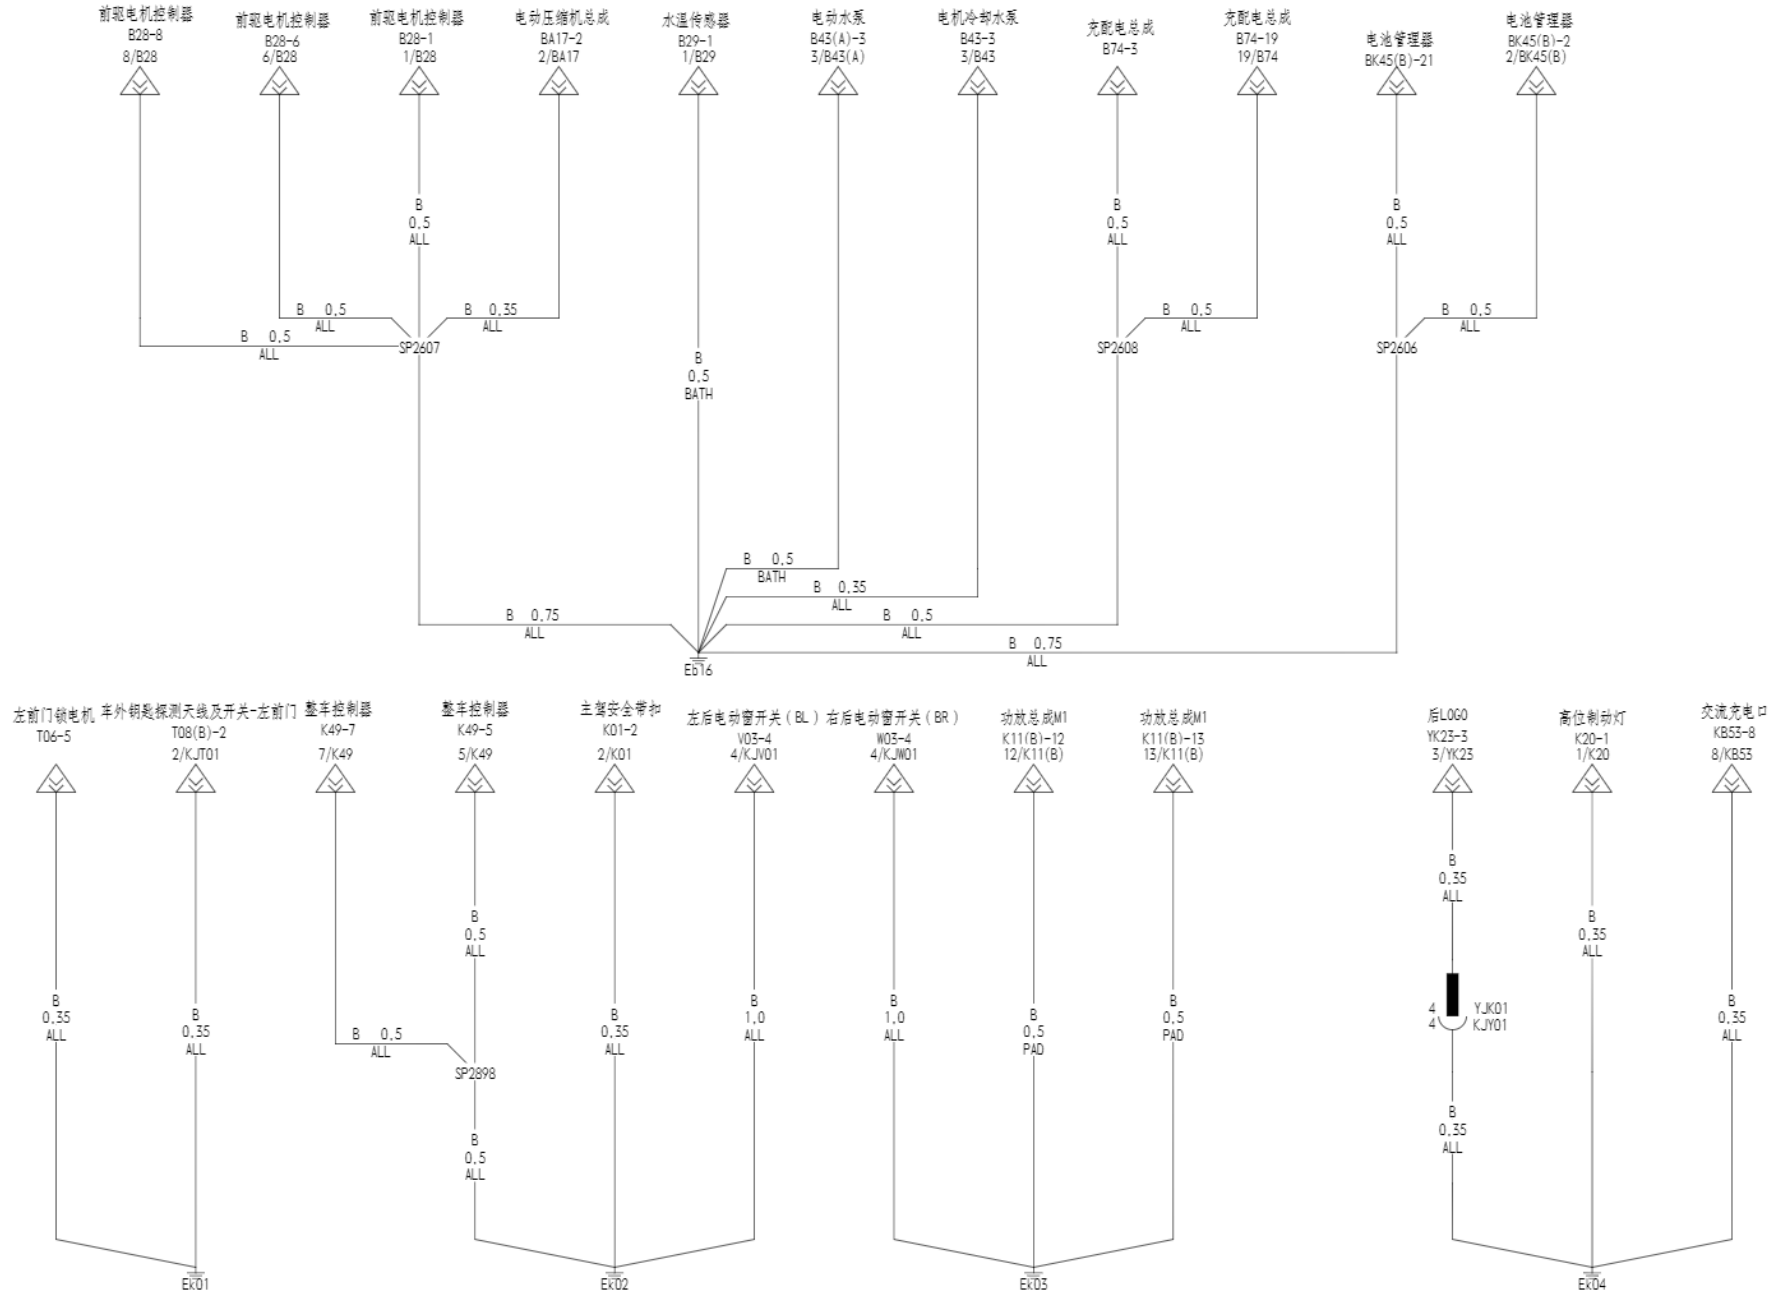 前驱电机控制器
B28-8
8/B28
前驱电机控制器
B28-6
6/B28
前驱电机控制器
B28-1
1/B28
电动压缩机总成
BA17-2
2/BA17
水温传感器
B29-1
1/B29
电动水泵
B43(A)-3
3/B43(A)
电机冷却水泵
B43-3
3/B43
充配电总成
B74-3
充配电总成
B74-19
19/B74
电池管理器
BK45(B)-21
电池管理器
BK45(B)-2
2/BK45(B)
B
0.5
ALL
B
0.5
ALL
B
0.5
ALL
B 0.5
ALL
B 0.35
ALL
B 0.5
ALL
B 0.5
ALL
B 0.5
ALL
SP2607
SP2608
SP2606
B
0.5
BATH
B 0.5
BATH
B 0.35
ALL
B 0.75
ALL
B 0.5
ALL
B 0.75
ALL
Eb16
左前门锁电机
T06-5
车外钥匙探测天线及开关-左前门
T08(B)-2
2/KJT01
整车控制器
K49-7
7/K49
整车控制器
K49-5
5/K49
主驾安全带扣
K01-2
2/K01
左后电动窗开关(BL)
V03-4
4/KJV01
右后电动窗开关(BR)
W03-4
4/KJW01
功放总成M1
K11(B)-12
12/K11(B)
功放总成M1
K11(B)-13
13/K11(B)
后LOGO
YK23-3
3/YK23
高位制动灯
K20-1
1/K20
交流充电口
KB53-8
8/KB53
B
0.35
ALL
B
0.5
ALL
B
0.35
ALL
B
0.35
ALL
B
0.35
ALL
B 0.5
ALL
B
0.35
ALL
B
1.0
ALL
B
1.0
ALL
B
0.5
PAD
B
0.5
PAD
4 YJK01
4 KJY01
B
0.35
ALL
SP2898
B
0.5
ALL
B
0.35
ALL
Ek01
Ek02
Ek03
Ek04